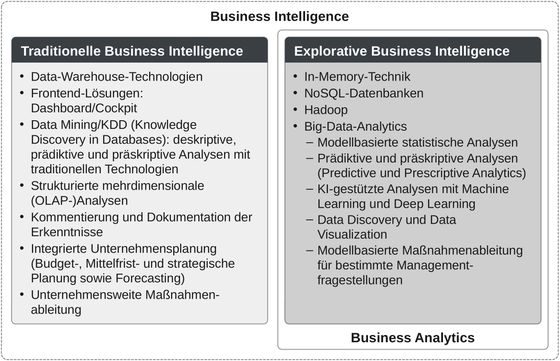 Business Intelligence
Traditionelle Business Intelligence
• Data-Warehouse-Technologien
• Frontend-Lösungen:
Dashboard/Cockpit
• Data Mining/KDD (Knowledge
Discovery in Databases): deskriptive,
prädiktive und präskriptive Analysen mit
traditionellen Technologien
• Strukturierte mehrdimensionale
(OLAP-)Analysen
• Kommentierung und Dokumentation der
Erkenntnisse
• Integrierte Unternehmensplanung
(Budget-, Mittelfrist- und strategische
Planung sowie Forecasting)
• Unternehmensweite Maßnahmen-
ableitung
Explorative Business Intelligence
• In-Memory-Technik
• NoSQL-Datenbanken
• Hadoop
• Big-Data-Analytics
– Modellbasierte statistische Analysen
– Prädiktive und präskriptive Analysen
(Predictive und Prescriptive Analytics)
– KI-gestützte Analysen mit Machine
Learning und Deep Learning
– Data Discovery und Data
Visualization
– Modellbasierte Maßnahmenableitung
für bestimmte Management-
fragestellungen
Business Analytics